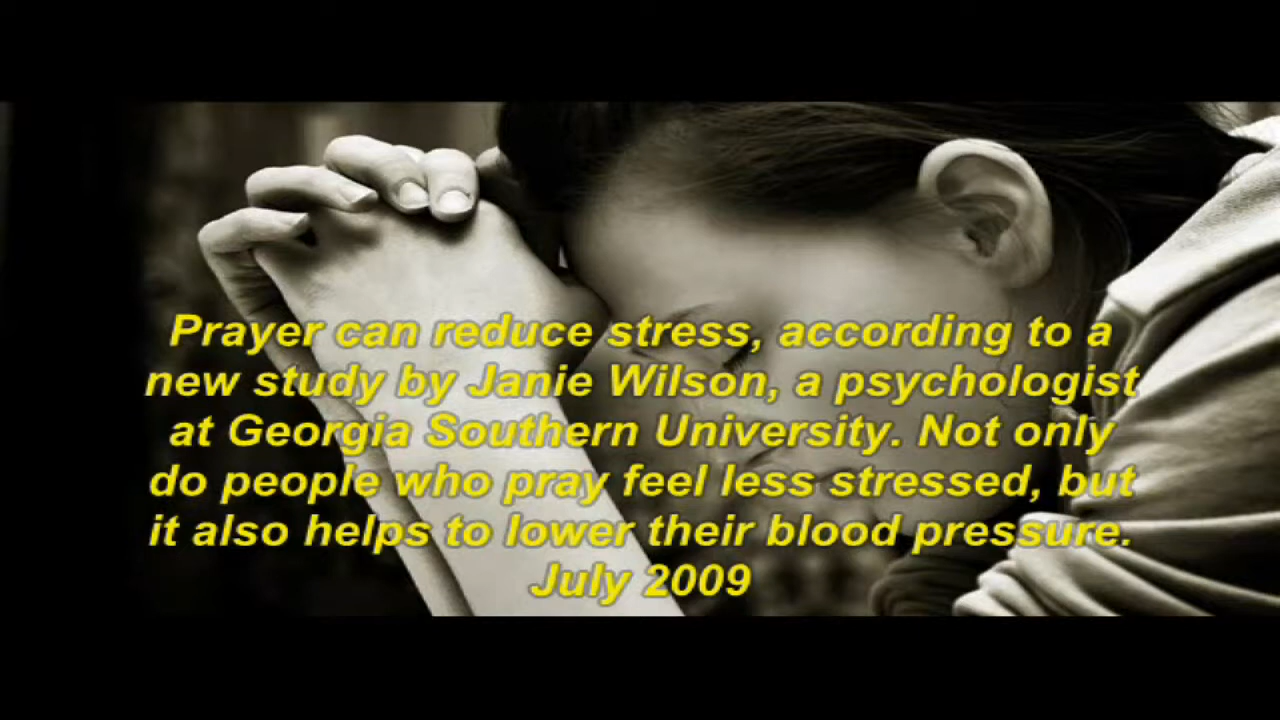 Prayer can reduce stress, according to a
new study by Janie Wilson, a psychologist
at Georgia Southern University. Not only
do people who pray feel less stressed, but
it also helps to lower their blood pressure.
July 2009